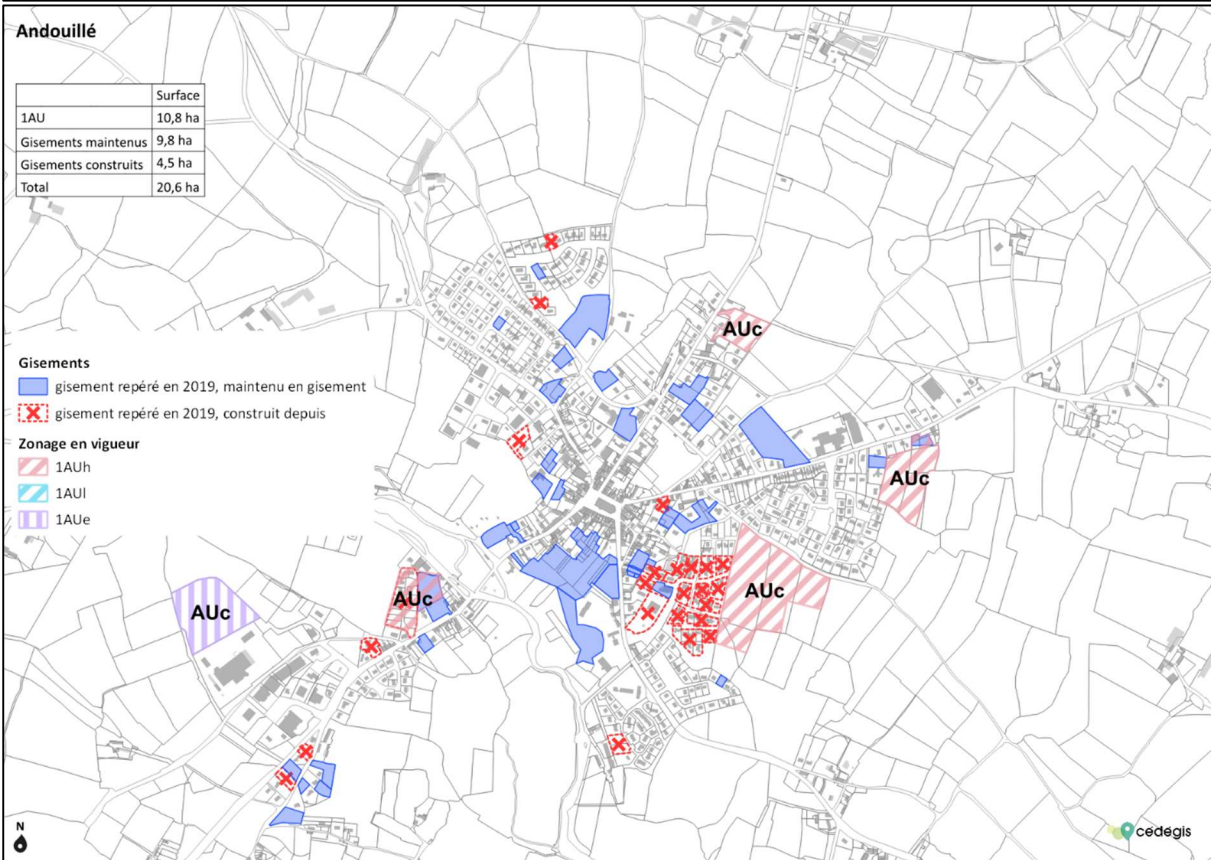 Andouillé
Surface
1AU 10,8 ha
Gisements maintenus 9,8 ha
Gisements construits 4,5 ha
Total 20,6 ha
AUc
Gisements
gisement repéré en 2019, maintenu en gisement
gisement repéré en 2019, construit depuis
Zonage en vigueur
1AUh
1AUl
1AUe
AUc
AUc
AUc
AUc
N
cedegis